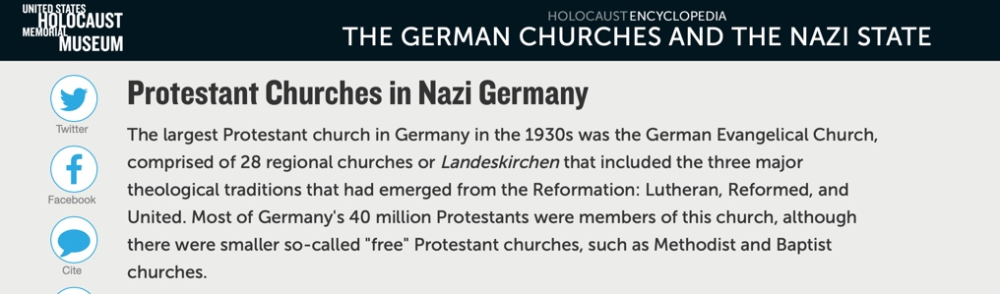 UNITED STATES
HOLOCAUST
MEMORIAL
MUSEUM
HOLOCAUST ENCYCLOPEDIA
THE GERMAN CHURCHES AND THE NAZI STATE
Protestant Churches in Nazi Germany
Twitter
Facebook
Cite
The largest Protestant church in Germany in the 1930s was the German Evangelical Church,
comprised of 28 regional churches or Landeskirchen that included the three major
theological traditions that had emerged from the Reformation: Lutheran, Reformed, and
United. Most of Germany's 40 million Protestants were members of this church, although
there were smaller so-called "free" Protestant churches, such as Methodist and Baptist
churches.